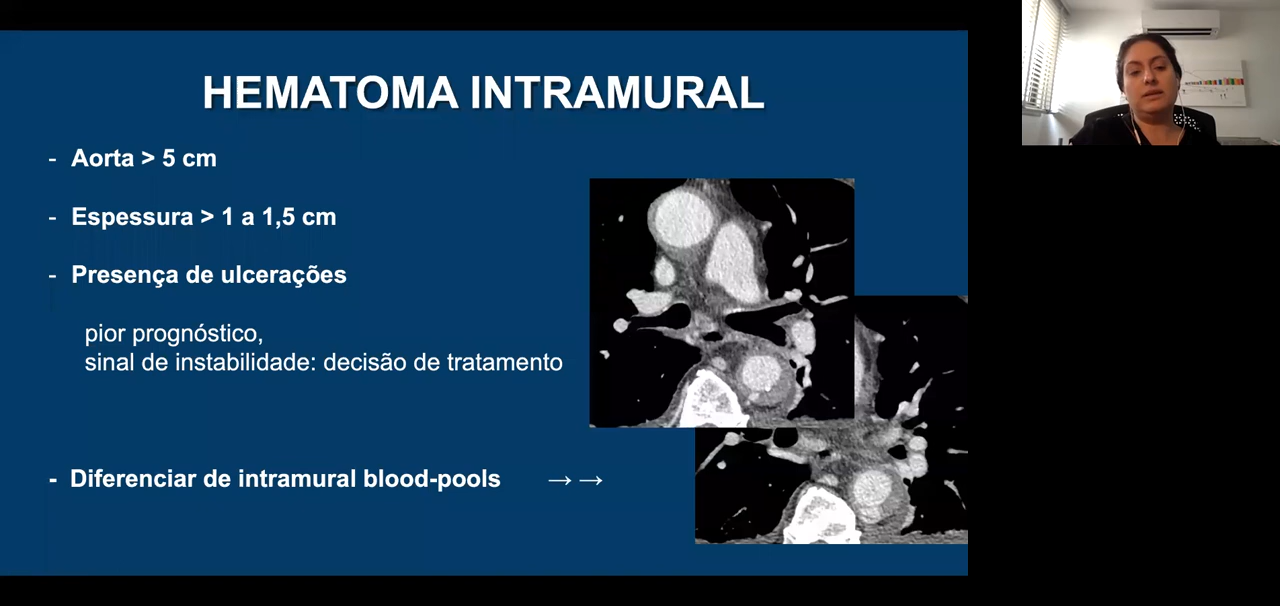 HEMATOMA INTRAMURAL
- Aorta > 5 cm
- Espessura > 1 a 1,5 cm
- Presença de ulcerações
pior prognóstico,
sinal de instabilidade: decisão de tratamento
- Diferenciar de intramural blood-pools →→